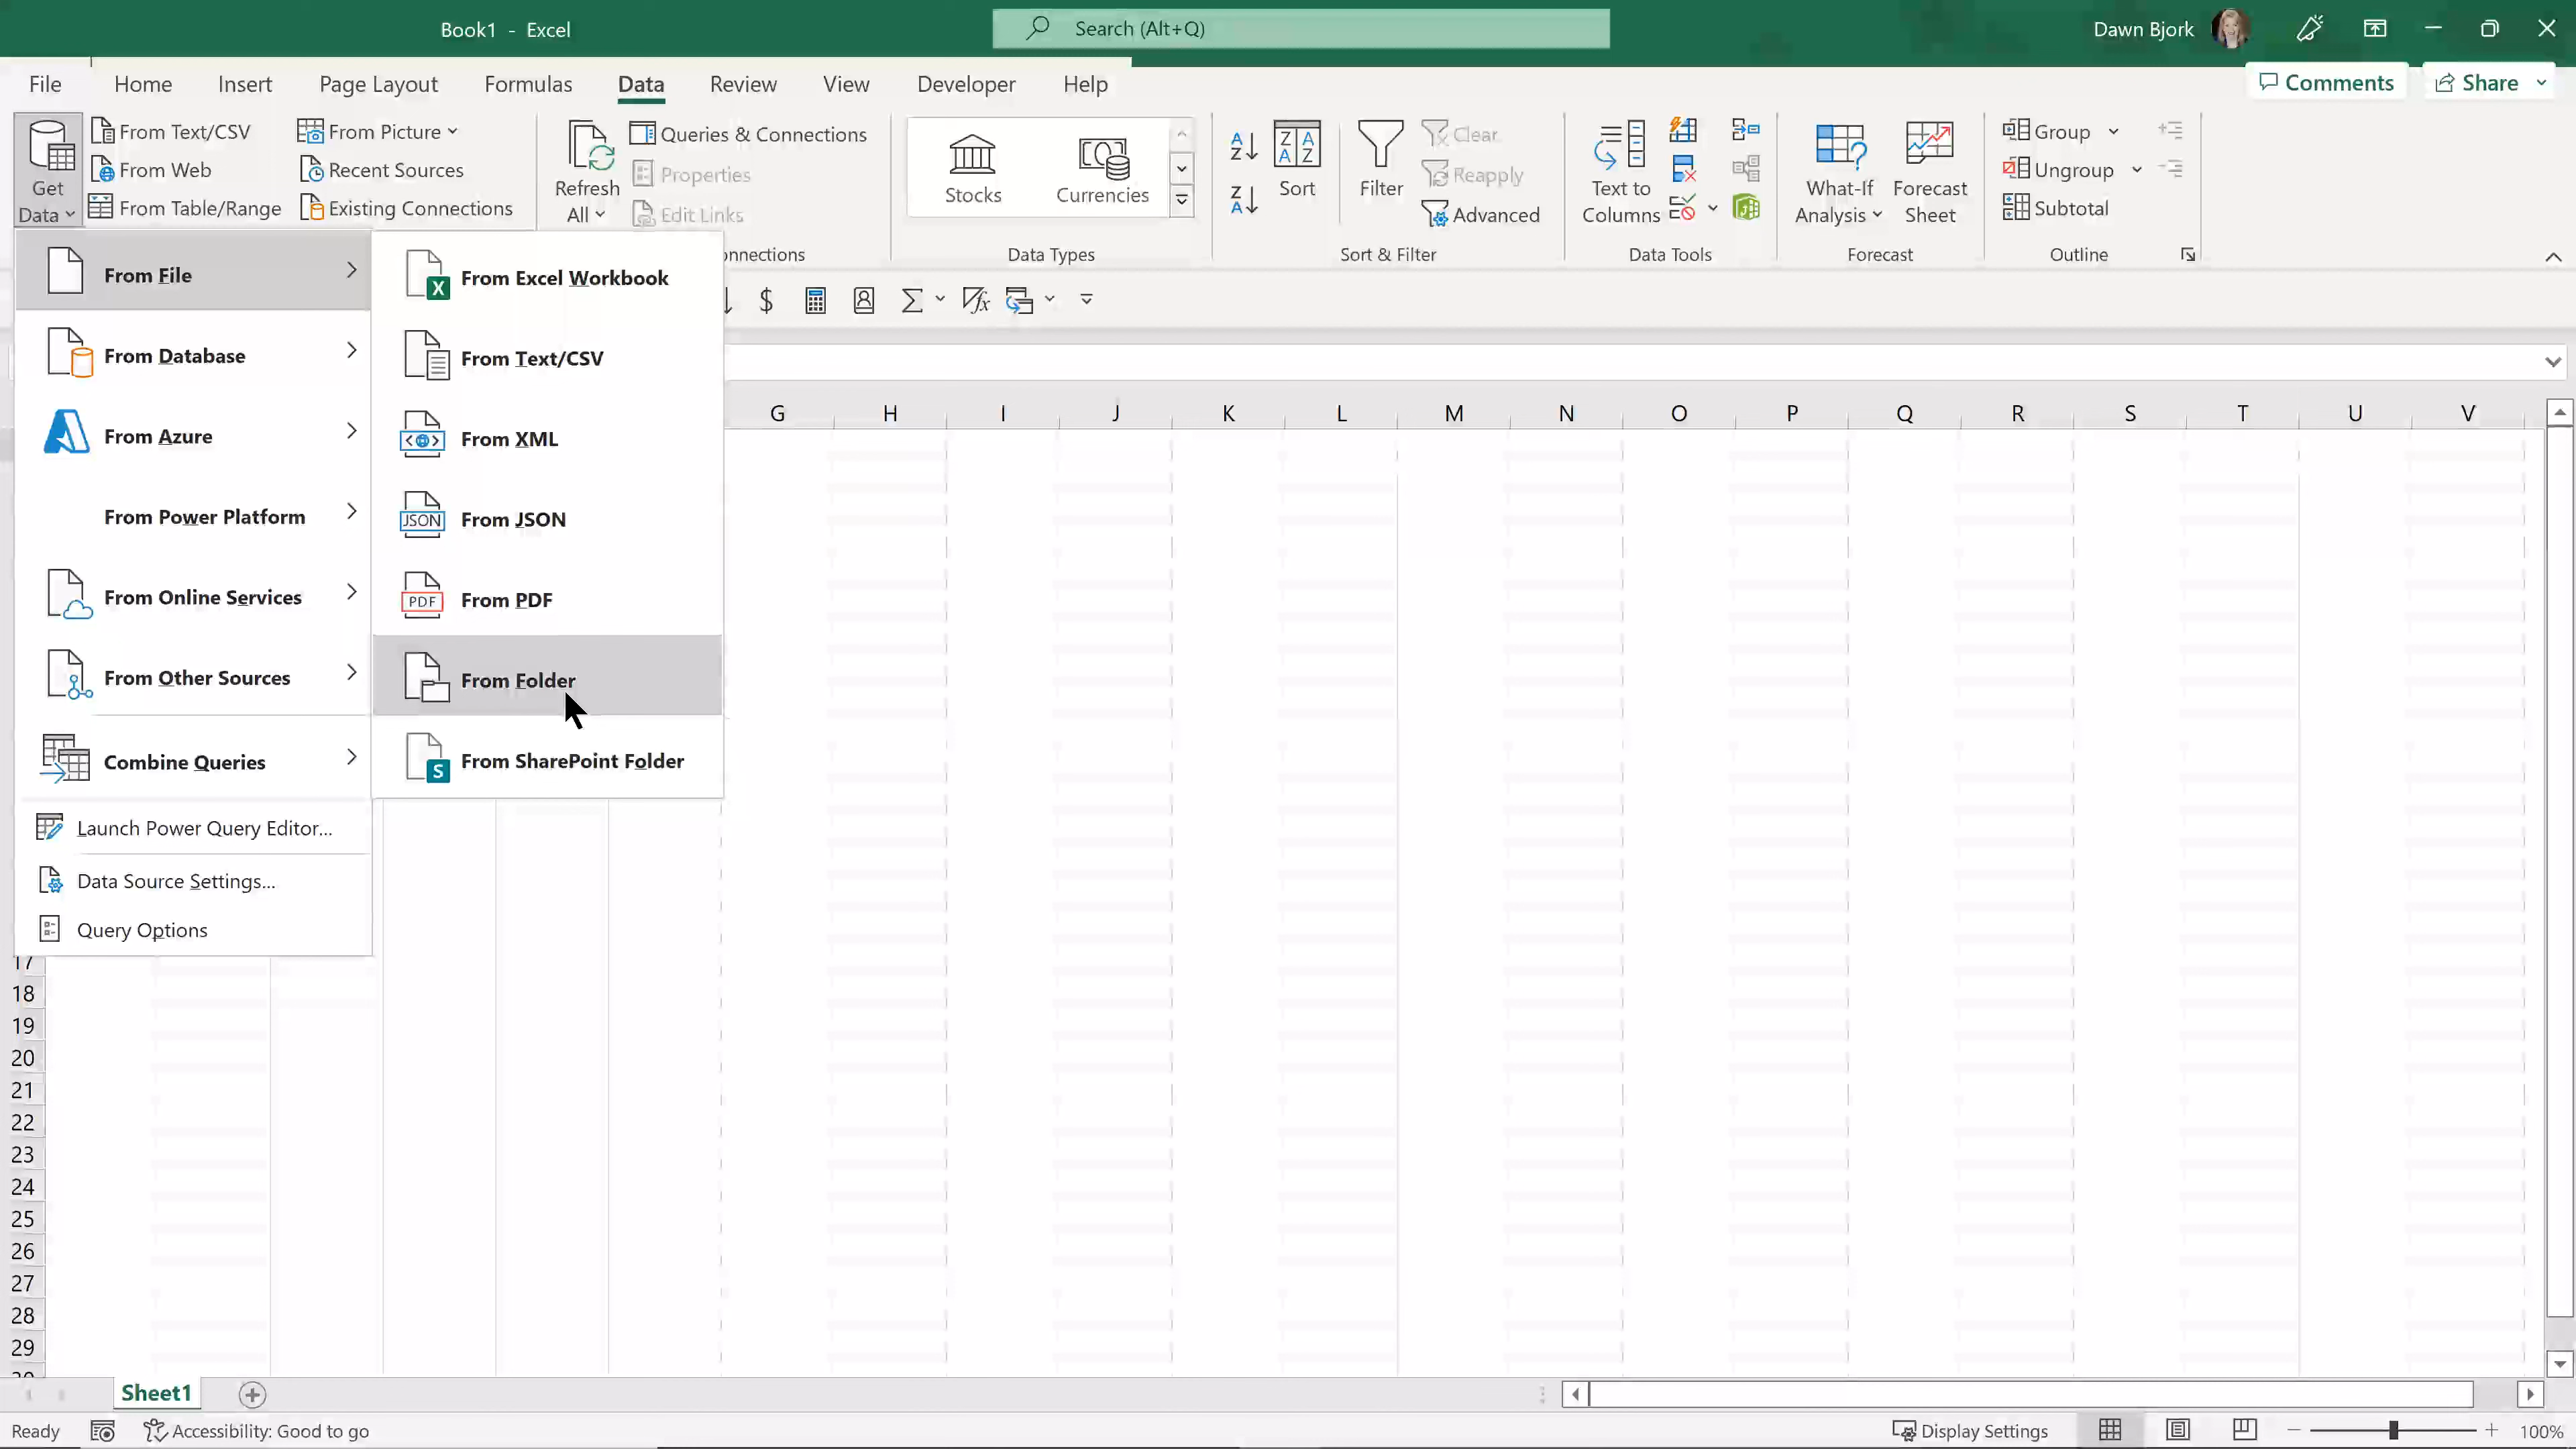 Book1 - Excel
Search (Alt+Q)
Dawn Bjork
File Home Insert Page Layout Formulas Data Review View Developer Help
Comments Share
Get Data
From Text/CSV
From Web
From Table/Range
From Picture
Recent Sources
Existing Connections
Refresh All
Queries & Connections
Properties
Edit Links
Stocks
Currencies
Sort
Filter
Clear
Reapply
Advanced
Text to Columns
What-If Analysis
Forecast Sheet
Group
Ungroup
Subtotal
nnections
Data Types
Sort & Filter
Data Tools
Forecast
Outline
From File
From Database
From Azure
From Power Platform
From Online Services
From Other Sources
Combine Queries
Launch Power Query Editor...
Data Source Settings...
Query Options
From Excel Workbook
From Text/CSV
From XML
JSON From JSON
PDF From PDF
From Folder
From SharePoint Folder
G H I J K L M N O P Q R S T U V
17
18
19
20
21
22
23
24
25
26
27
28
29
Sheet1
Ready
Accessibility: Good to go
Display Settings
100%